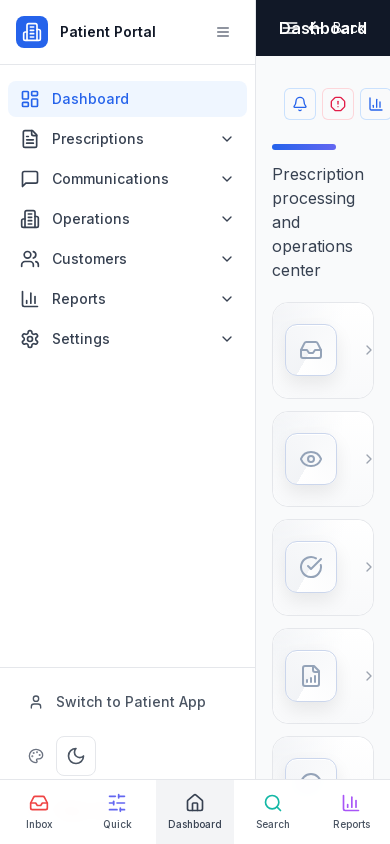 Patient Portal
Dashboard
Back
Dashboard
Prescriptions
Communications
Operations
Customers
Reports
Settings
Prescription
processing
and
operations
center
Switch to Patient App
Inbox
Quick
Dashboard
Search
Reports